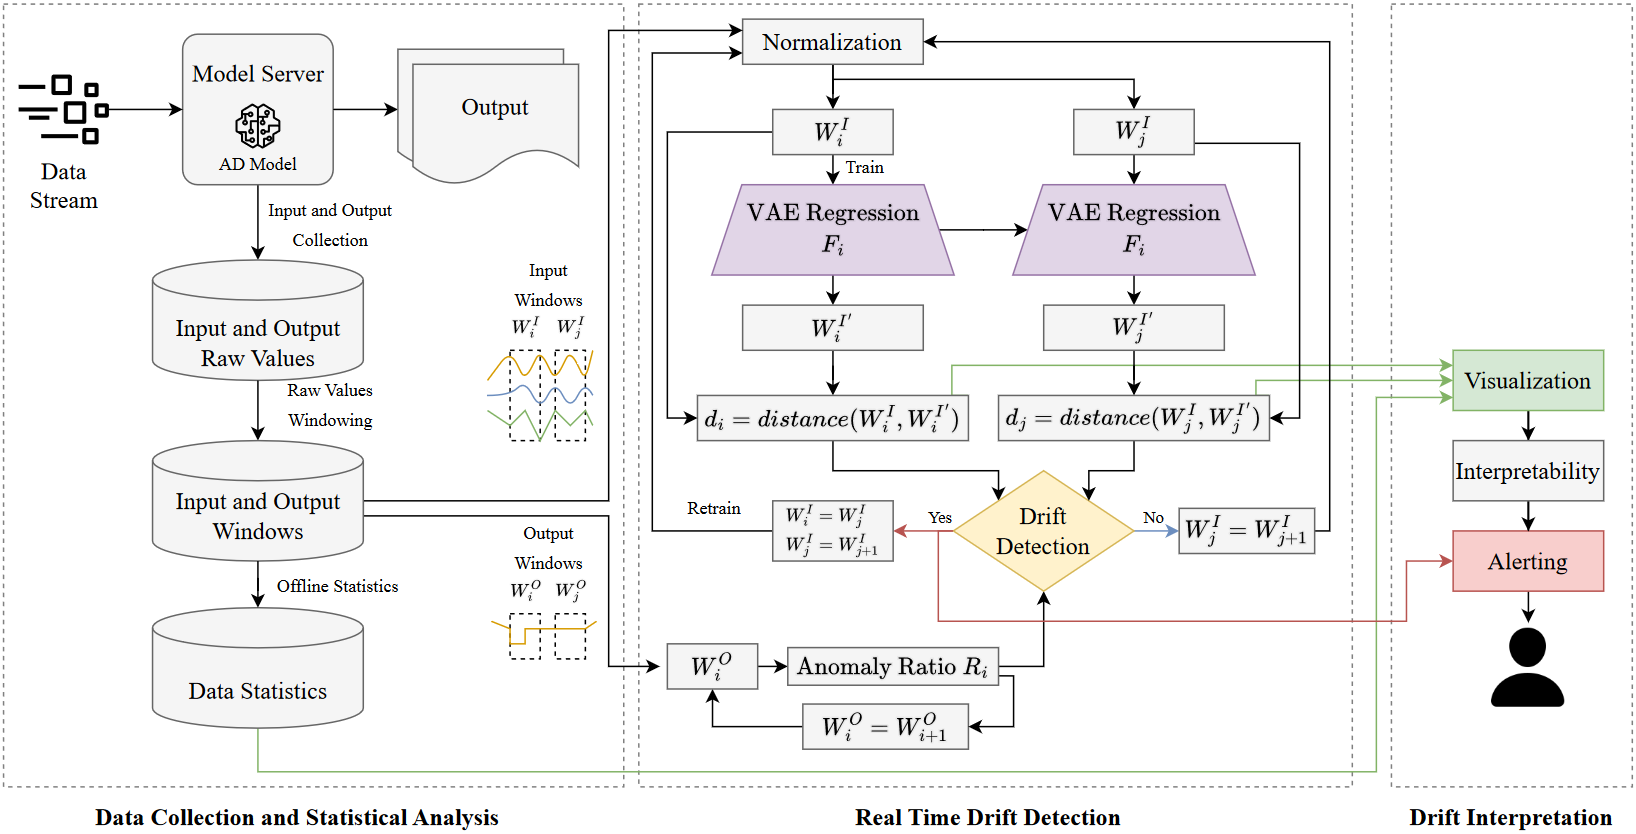 Data
Stream
Model Server
AD Model
Output
Input and Output
Collection
Input and Output
Raw Values
Raw Values
Windowing
Input
Windows
W_i^I W_j^I
Input and Output
Windows
Output
Windows
W_i^O W_j^O
Offline Statistics
Data Statistics
Data Collection and Statistical Analysis
Normalization
W_i^I
W_j^I
Train
VAE Regression
F_i
VAE Regression
F_i
W_i^{I'}
W_j^{I'}
d_i = distance(W_i^I, W_i^{I'})
d_j = distance(W_j^I, W_j^{I'})
Retrain
W_i^I = W_j^I
W_j^I = W_{j+1}^I
Yes
Drift
Detection
No
W_j^I = W_{j+1}^I
W_i^O
Anomaly Ratio R_i
W_i^O = W_{i+1}^O
Real Time Drift Detection
Visualization
Interpretability
Alerting
Drift Interpretation